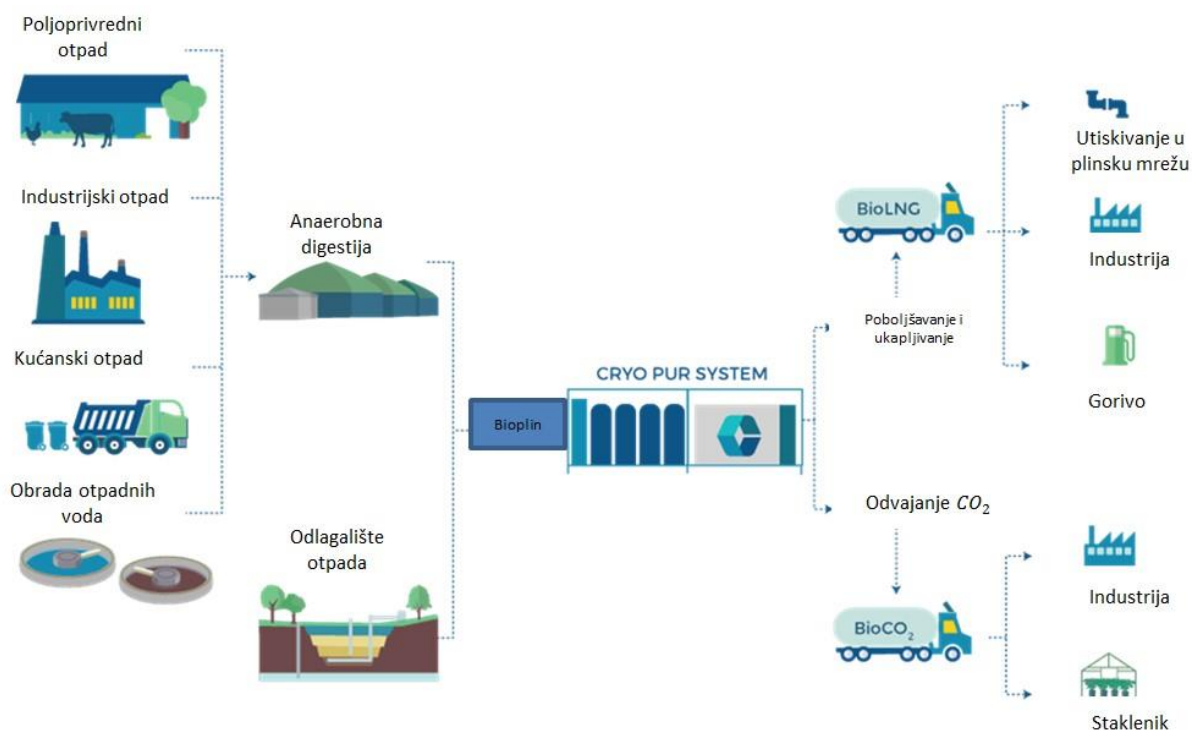 Poljoprivredni
otpad
Industrijski otpad
Kućanski otpad
Obrada otpadnih
voda
Anaerobna
digestija
Odlagalište
otpada
Bioplin
CRYO PUR SYSTEM
BioLNG
Poboljšavanje i
ukapljivanje
Odvajanje CO₂
BioCO₂
Utiskivanje u
plinsku mrežu
Industrija
Gorivo
Industrija
Staklenik